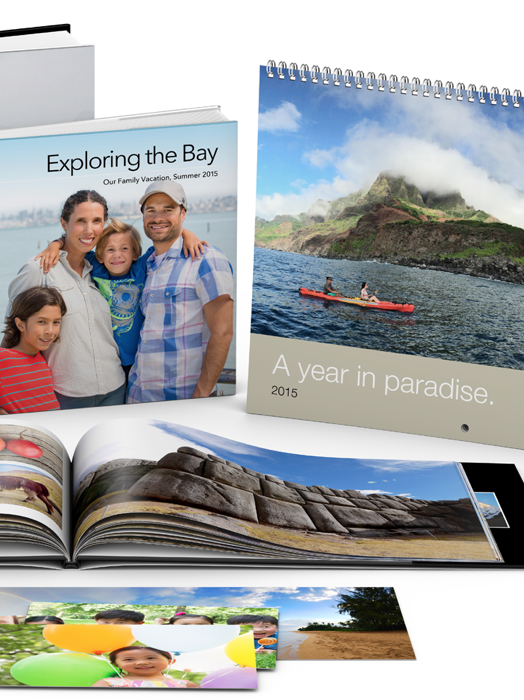 Exploring the Bay
Our Family Vacation, Summer 2015
A year in paradise.
2015